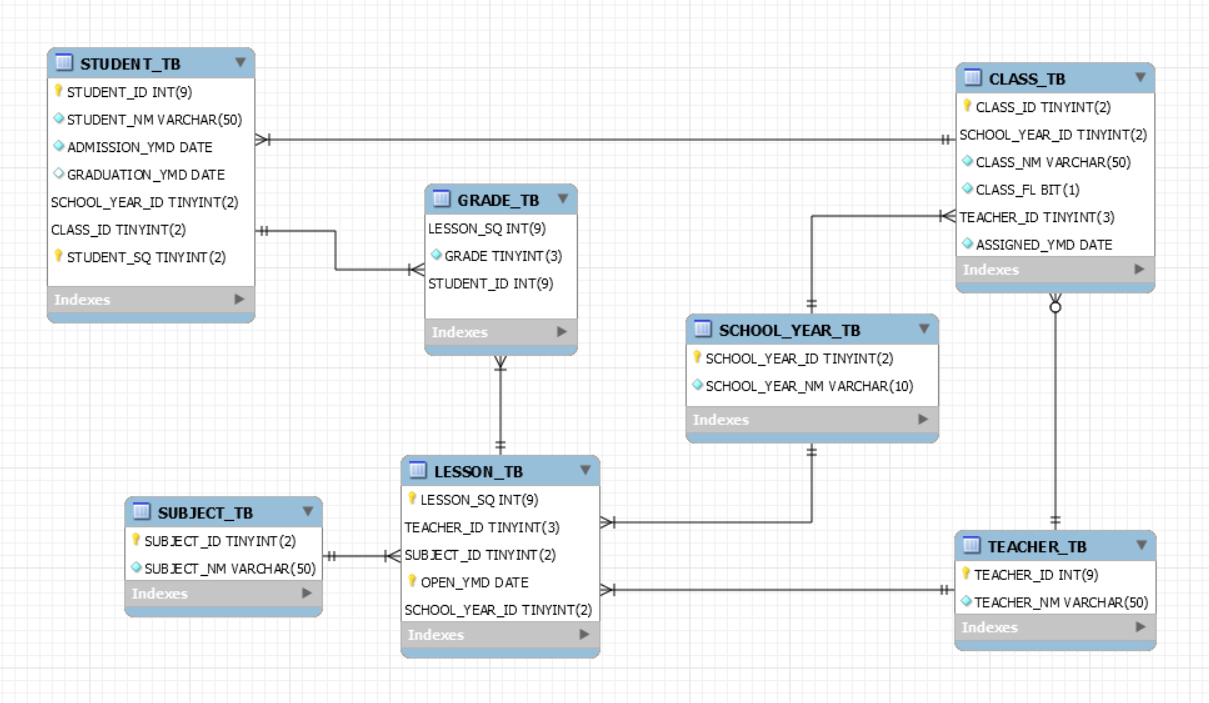 STUDENT_TB
STUDENT_ID INT(9)
STUDENT_NM VARCHAR(50)
ADMISSION_YMD DATE
GRADUATION_YMD DATE
SCHOOL_YEAR_ID TINYINT(2)
CLASS_ID TINYINT(2)
STUDENT_SQ TINYINT(2)
Indexes
GRADE_TB
LESSON_SQ INT(9)
GRADE TINYINT(3)
STUDENT_ID INT(9)
Indexes
CLASS_TB
CLASS_ID TINYINT(2)
SCHOOL_YEAR_ID TINYINT(2)
CLASS_NM VARCHAR(50)
CLASS_FL BIT(1)
TEACHER_ID TINYINT(3)
ASSIGNED_YMD DATE
Indexes
SCHOOL_YEAR_TB
SCHOOL_YEAR_ID TINYINT(2)
SCHOOL_YEAR_NM VARCHAR(10)
Indexes
SUBJECT_TB
SUBJECT_ID TINYINT(2)
SUBJECT_NM VARCHAR(50)
Indexes
LESSON_TB
LESSON_SQ INT(9)
TEACHER_ID TINYINT(3)
SUBJECT_ID TINYINT(2)
OPEN_YMD DATE
SCHOOL_YEAR_ID TINYINT(2)
Indexes
TEACHER_TB
TEACHER_ID INT(9)
TEACHER_NM VARCHAR(50)
Indexes